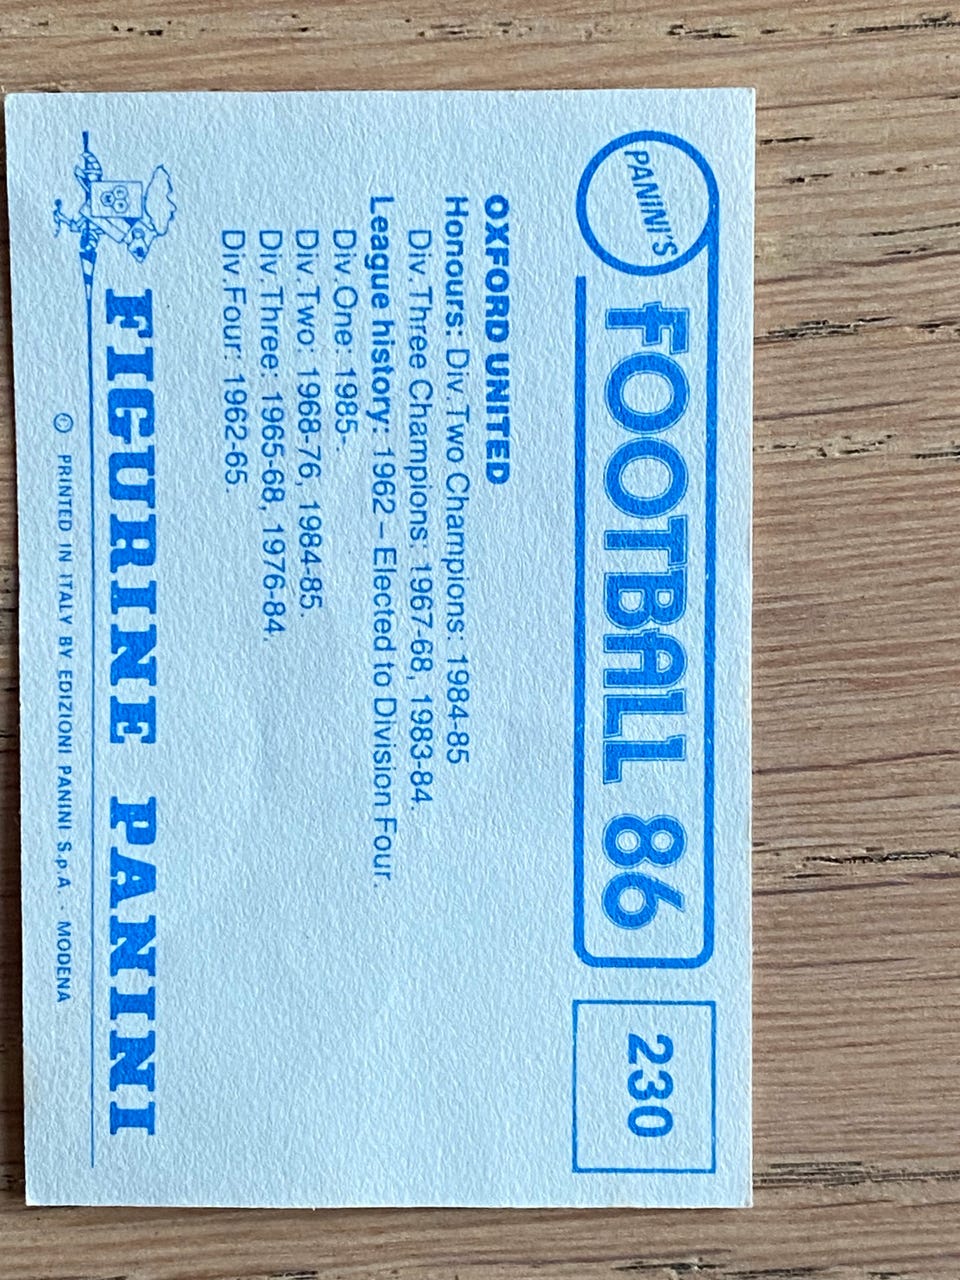 PANINI'S
FOOTBALL 86
230
OXFORD UNITED
Honours: Div.Two Champions: 1984-85
Div.Three Champions: 1967-68, 1983-84.
League history: 1962 – Elected to Division Four.
Div.One: 1985-.
Div.Two: 1968-76, 1984-85.
Div.Three: 1965-68, 1976-84.
Div.Four: 1962-65.
FIGURINE PANINI
© PRINTED IN ITALY BY EDIZIONI PANINI S.p.A - MODENA